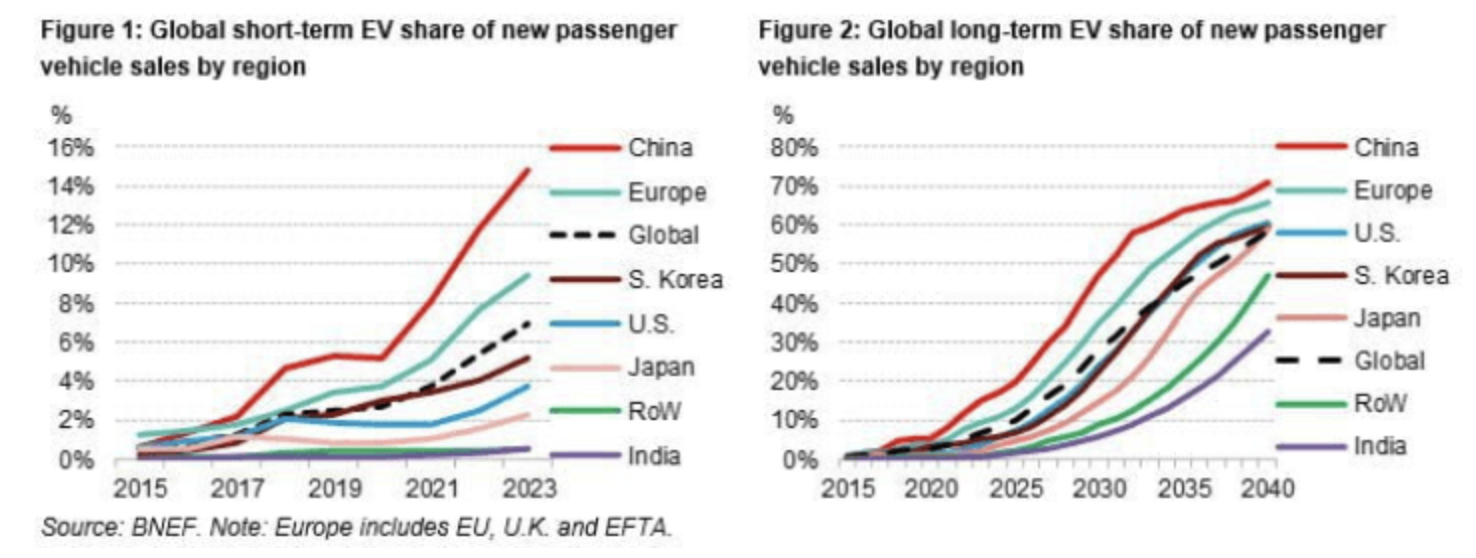 Figure 1: Global short-term EV share of new passenger
vehicle sales by region
%
16%
14%
12%
10%
8%
6%
4%
2%
0%
2015 2017 2019 2021 2023
China
Europe
Global
S. Korea
U.S.
Japan
RoW
India
Source: BNEF. Note: Europe includes EU, U.K. and EFTA.
Figure 2: Global long-term EV share of new passenger
vehicle sales by region
%
80%
70%
60%
50%
40%
30%
20%
10%
0%
2015 2020 2025 2030 2035 2040
China
Europe
U.S.
S. Korea
Japan
Global
RoW
India